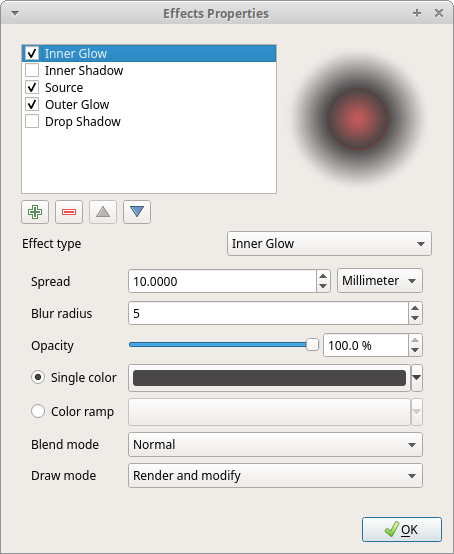 Effects Properties
Inner Glow
Inner Shadow
Source
Outer Glow
Drop Shadow
Effect type Inner Glow
Spread 10.0000 Millimeter
Blur radius 5
Opacity 100.0 %
Single color
Color ramp
Blend mode Normal
Draw mode Render and modify
OK